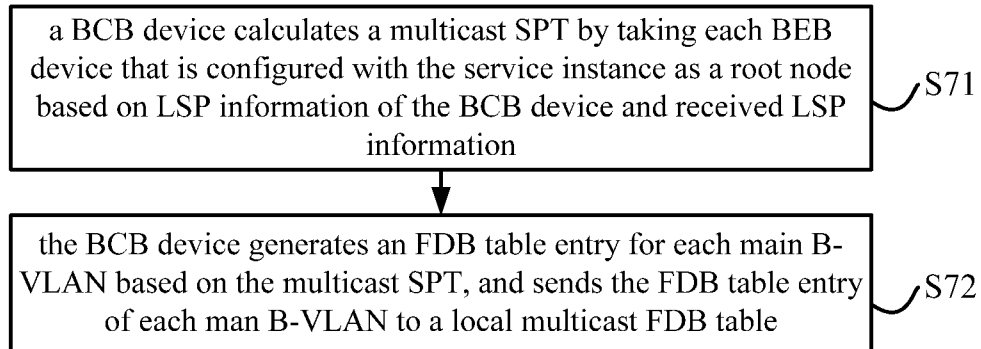 a BCB device calculates a multicast SPT by taking each BEB
device that is configured with the service instance as a root node
based on LSP information of the BCB device and received LSP
information
S71
the BCB device generates an FDB table entry for each main B-
VLAN based on the multicast SPT, and sends the FDB table entry
of each man B-VLAN to a local multicast FDB table
S72